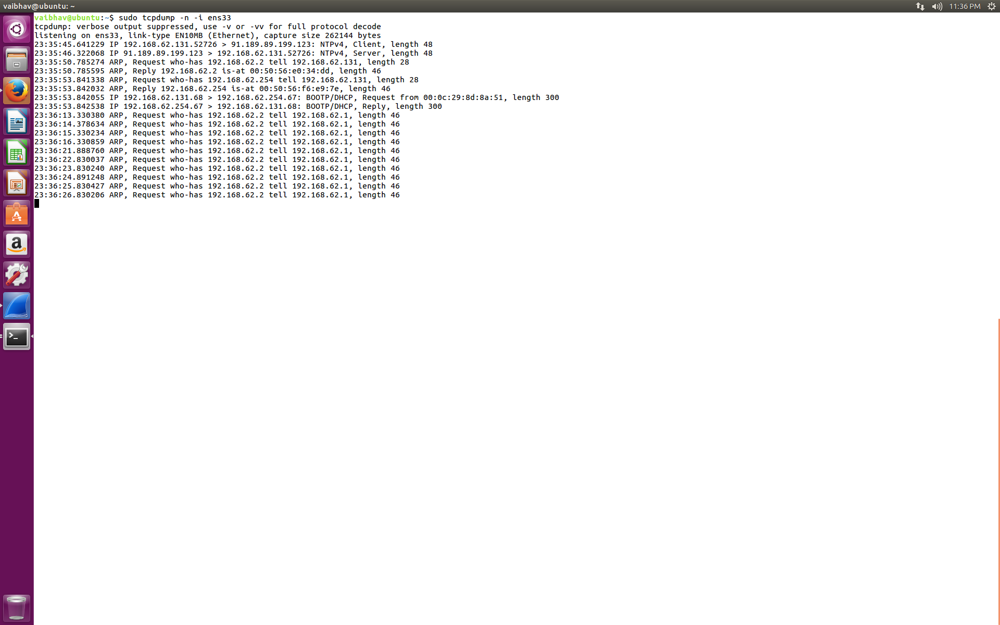 vaibhav@ubuntu: ~
11:36 PM
vaibhav@ubuntu:~$ sudo tcpdump -n -i ens33
tcpdump: verbose output suppressed, use -v or -vv for full protocol decode
listening on ens33, link-type EN10MB (Ethernet), capture size 262144 bytes
23:35:45.641229 IP 192.168.62.131.52726 > 91.189.89.199.123: NTPv4, Client, length 48
23:35:46.322068 IP 91.189.89.199.123 > 192.168.62.131.52726: NTPv4, Server, length 48
23:35:50.785274 ARP, Request who-has 192.168.62.2 tell 192.168.62.131, length 28
23:35:50.785595 ARP, Reply 192.168.62.2 is-at 00:50:56:e0:34:dd, length 46
23:35:53.841338 ARP, Request who-has 192.168.62.254 tell 192.168.62.131, length 28
23:35:53.842032 ARP, Reply 192.168.62.254 is-at 00:50:56:f6:e9:7e, length 46
23:35:53.842055 IP 192.168.62.131.68 > 192.168.62.254.67: BOOTP/DHCP, Request from 00:0c:29:8d:8a:51, length 300
23:35:53.842538 IP 192.168.62.254.67 > 192.168.62.131.68: BOOTP/DHCP, Reply, length 300
23:36:13.330380 ARP, Request who-has 192.168.62.2 tell 192.168.62.1, length 46
23:36:14.378634 ARP, Request who-has 192.168.62.2 tell 192.168.62.1, length 46
23:36:15.330234 ARP, Request who-has 192.168.62.2 tell 192.168.62.1, length 46
23:36:16.330859 ARP, Request who-has 192.168.62.2 tell 192.168.62.1, length 46
23:36:21.888760 ARP, Request who-has 192.168.62.2 tell 192.168.62.1, length 46
23:36:22.830037 ARP, Request who-has 192.168.62.2 tell 192.168.62.1, length 46
23:36:23.830240 ARP, Request who-has 192.168.62.2 tell 192.168.62.1, length 46
23:36:24.891248 ARP, Request who-has 192.168.62.2 tell 192.168.62.1, length 46
23:36:25.830427 ARP, Request who-has 192.168.62.2 tell 192.168.62.1, length 46
23:36:26.830206 ARP, Request who-has 192.168.62.2 tell 192.168.62.1, length 46